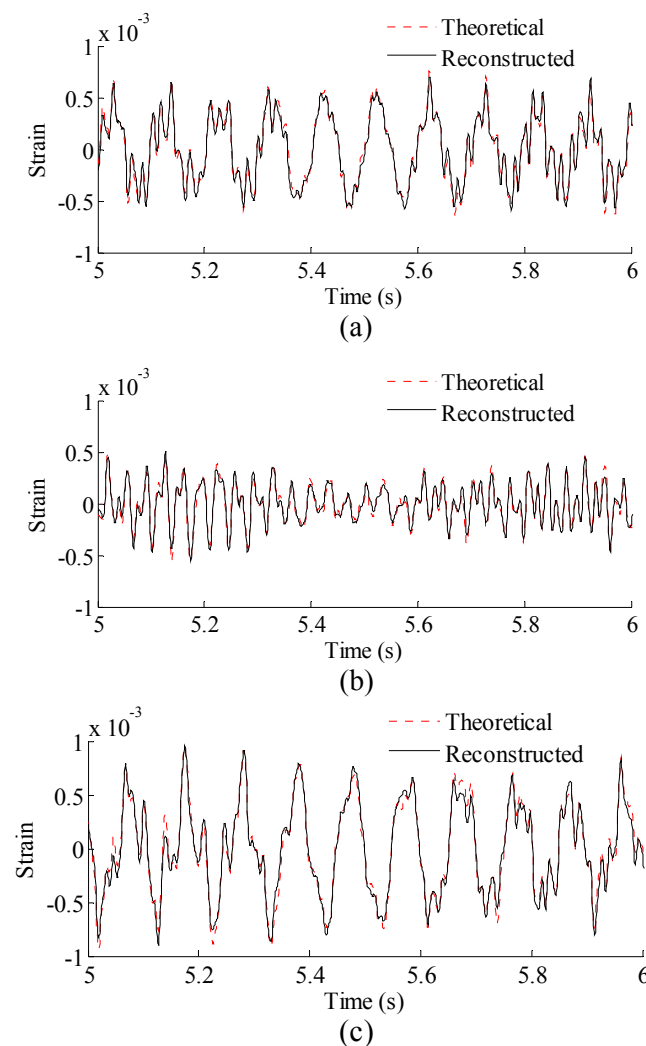 x 10^-3
Theoretical
Reconstructed
1
0.5
0
-0.5
-1
Strain
5 5.2 5.4 5.6 5.8 6
Time (s)
(a)
x 10^-3
Theoretical
Reconstructed
1
0.5
0
-0.5
-1
Strain
5 5.2 5.4 5.6 5.8 6
Time (s)
(b)
x 10^-3
Theoretical
Reconstructed
1
0.5
0
-0.5
-1
Strain
5 5.2 5.4 5.6 5.8 6
Time (s)
(c)